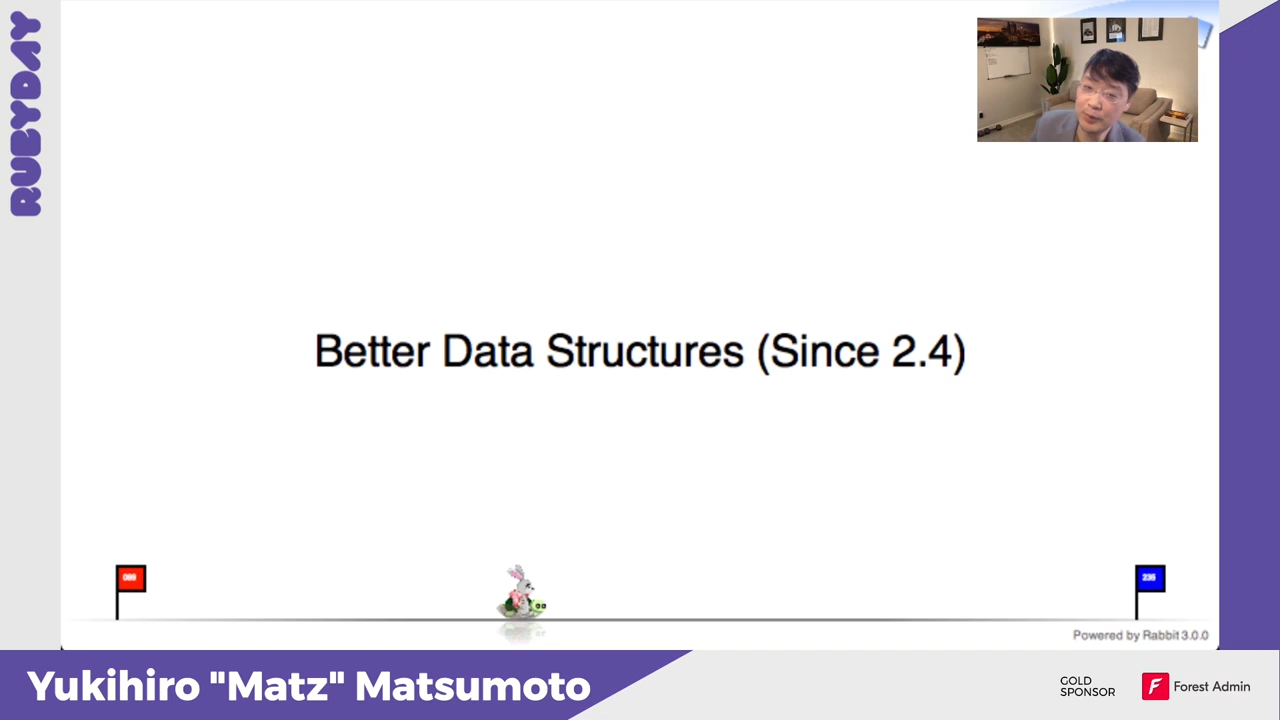 RUBYDAY
Better Data Structures (Since 2.4)
236
Powered by Rabbit 3.0.0
Yukihiro "Matz" Matsumoto
GOLD
SPONSOR
Forest Admin